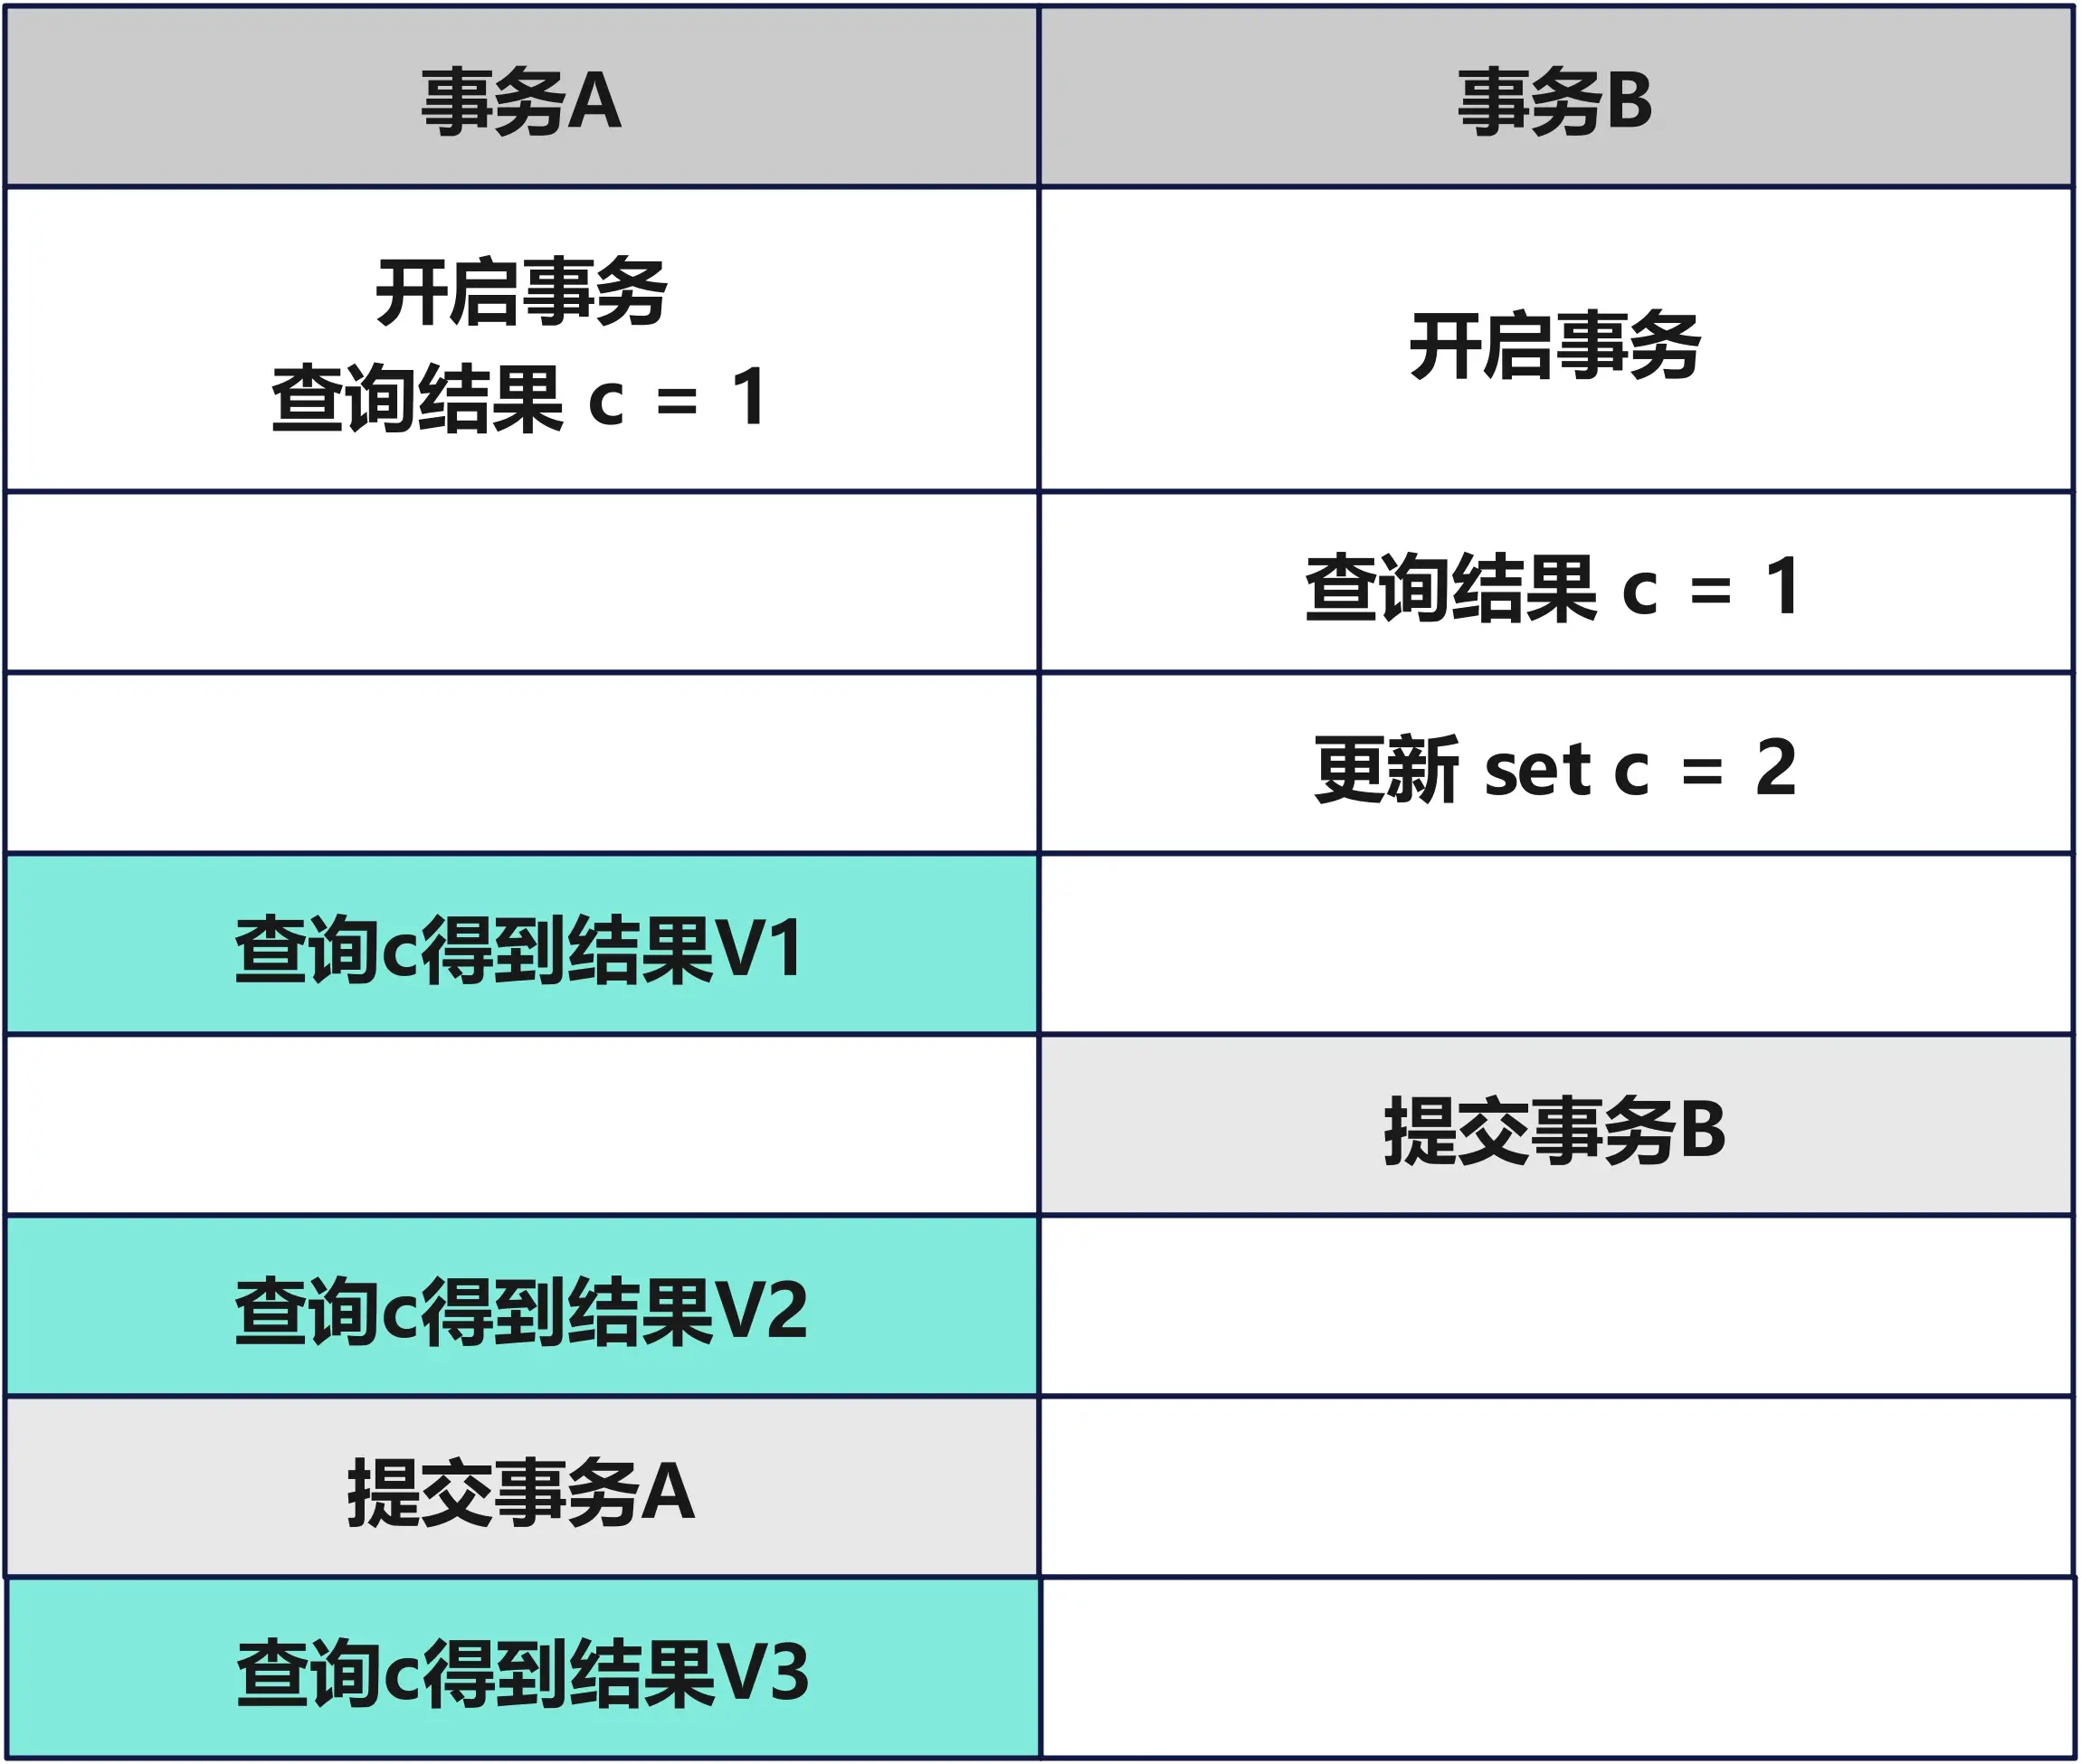 事务A
事务B
开启事务
查询结果 c = 1
开启事务
查询结果 c = 1
更新 set c = 2
查询c得到结果V1
提交事务B
查询c得到结果V2
提交事务A
查询c得到结果V3